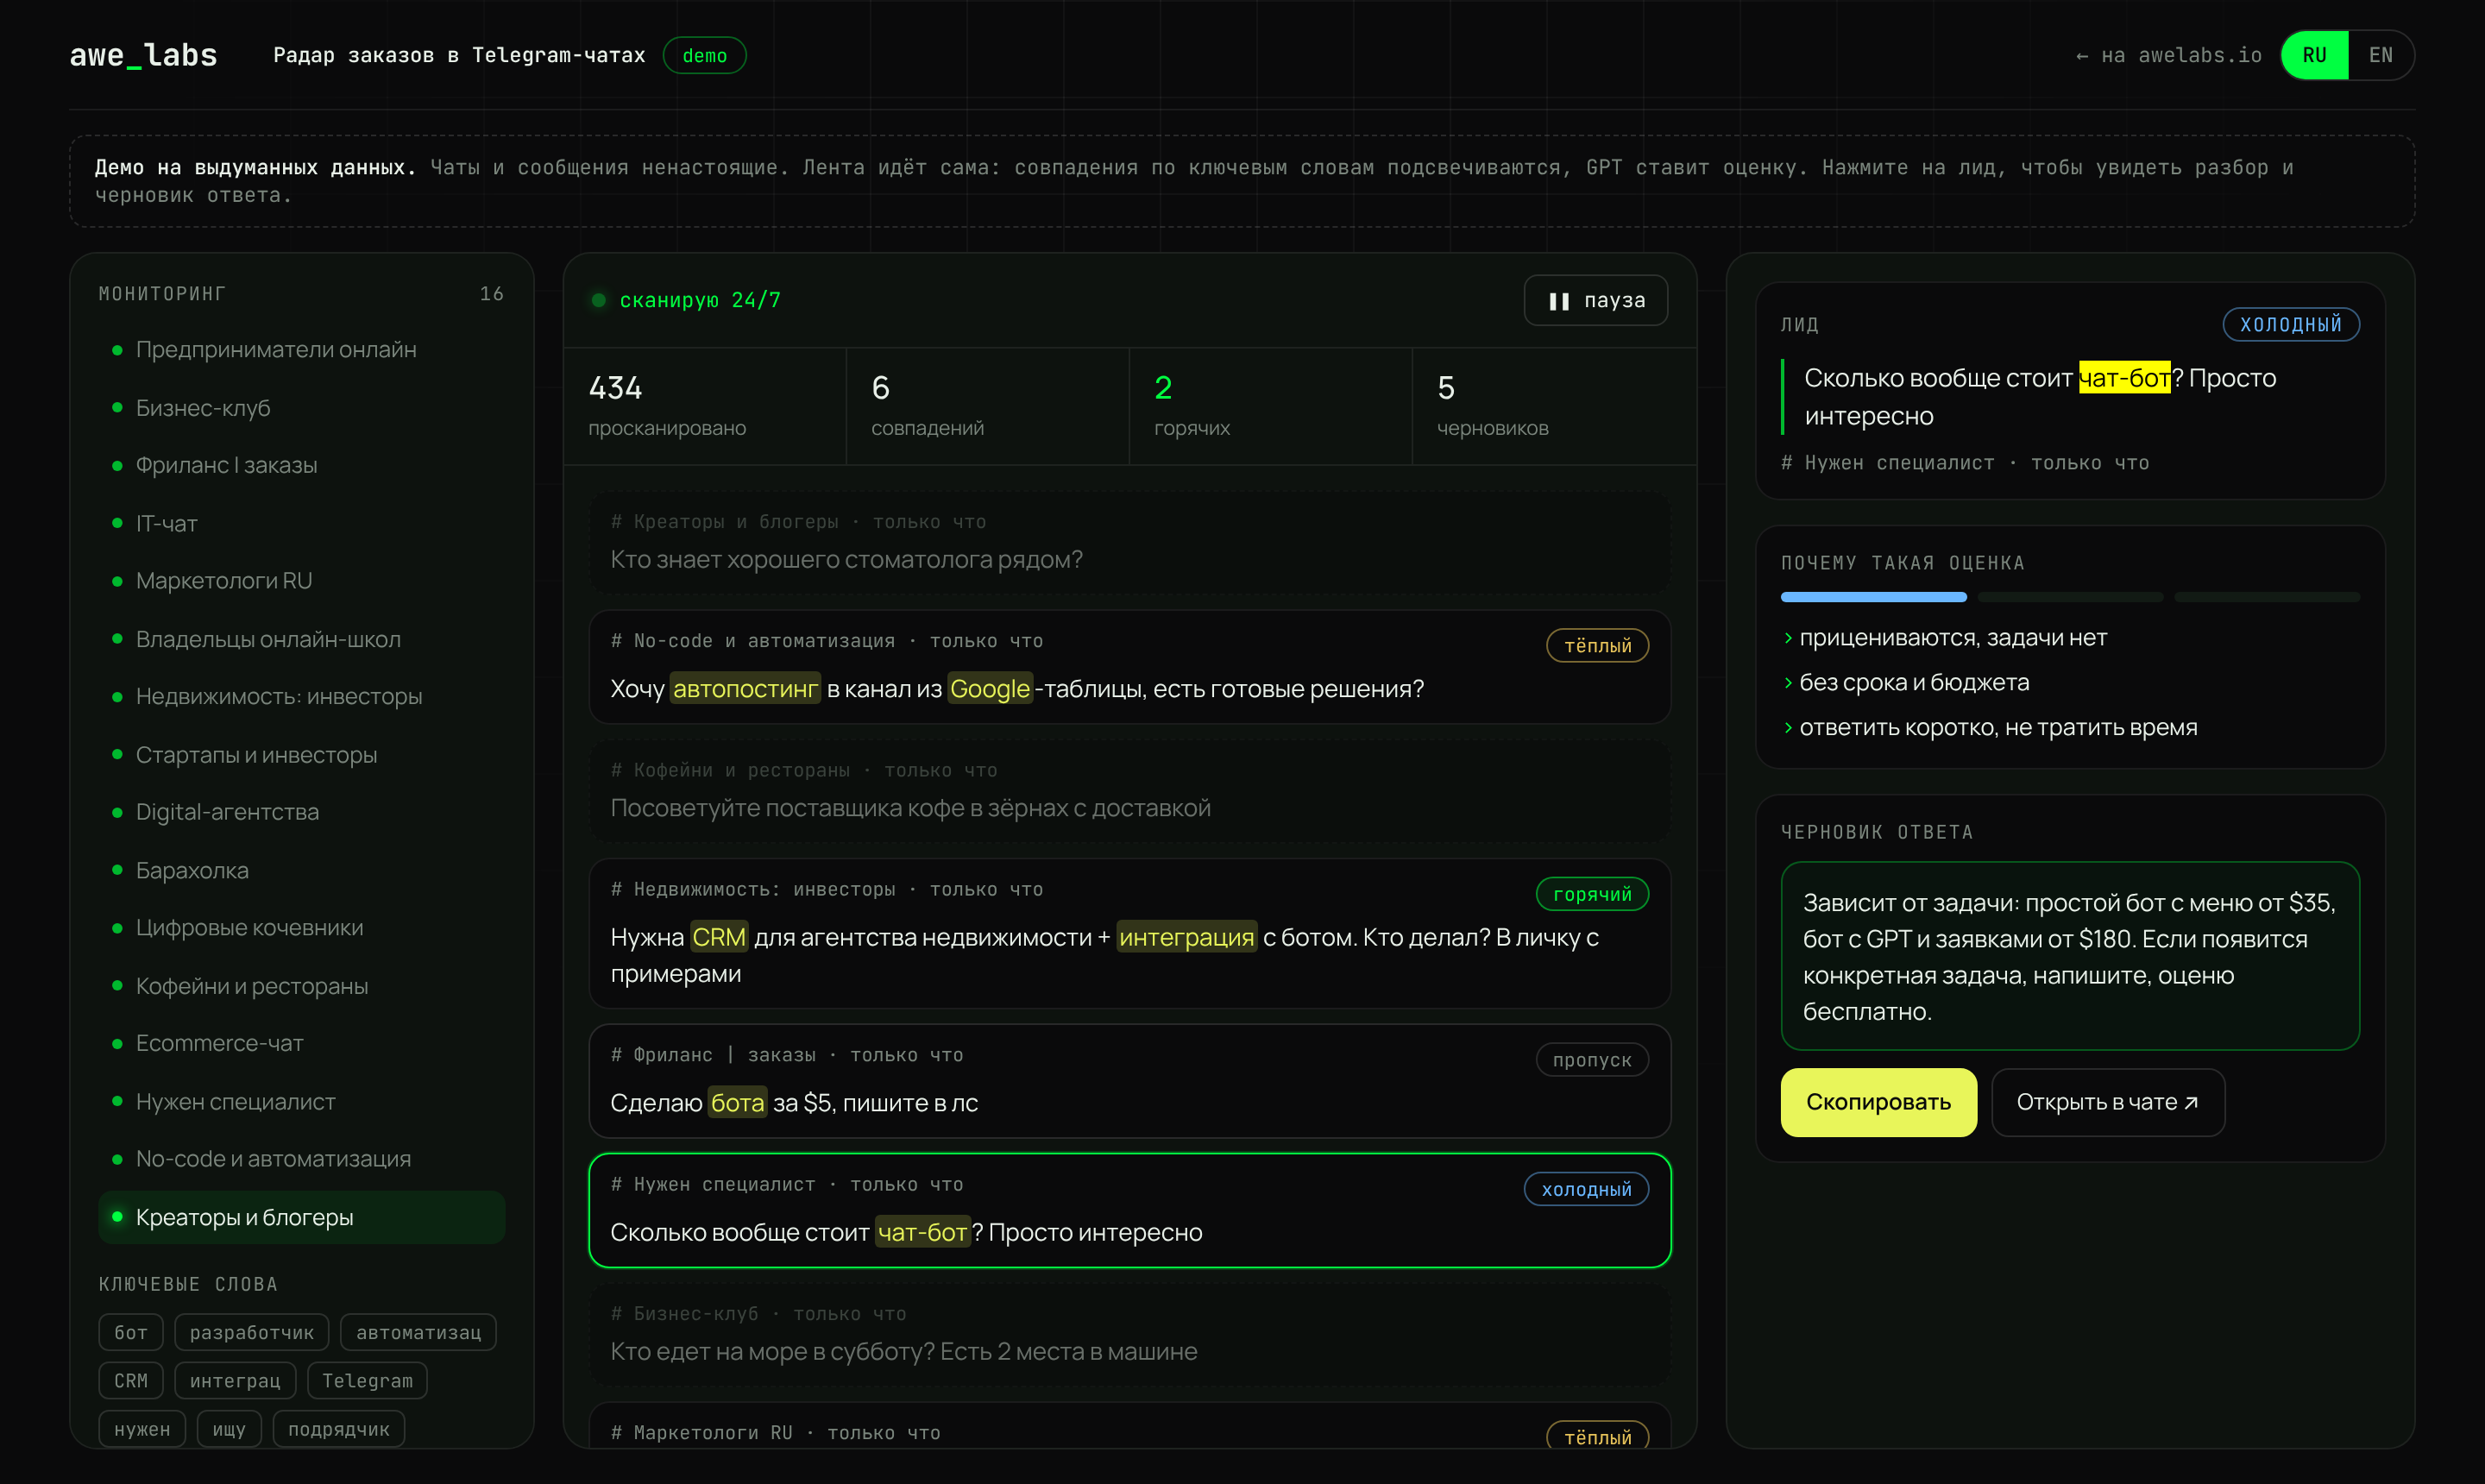 awe_labs
Радар заказов в Telegram-чатах
demo
← на awelabs.io
RU
EN
Демо на выдуманных данных. Чаты и сообщения ненастоящие. Лента идёт сама: совпадения по ключевым словам подсвечиваются, GPT ставит оценку. Нажмите на лид, чтобы увидеть разбор и
черновик ответа.
МОНИТОРИНГ
16
Предприниматели онлайн
Бизнес-клуб
Фриланс | заказы
IT-чат
Маркетологи RU
Владельцы онлайн-школ
Недвижимость: инвесторы
Стартапы и инвесторы
Digital-агентства
Барахолка
Цифровые кочевники
Кофейни и рестораны
Ecommerce-чат
Нужен специалист
No-code и автоматизация
Креаторы и блогеры
КЛЮЧЕВЫЕ СЛОВА
бот
разработчик
автоматизац
CRM
интеграц
Telegram
нужен
ищу
подрядчик
сканирую 24/7
пауза
434
просканировано
6
совпадений
2
горячих
5
черновиков
# Креаторы и блогеры · только что
Кто знает хорошего стоматолога рядом?
# No-code и автоматизация · только что
тёплый
Хочу автопостинг в канал из Google-таблицы, есть готовые решения?
# Кофейни и рестораны · только что
Посоветуйте поставщика кофе в зёрнах с доставкой
# Недвижимость: инвесторы · только что
горячий
Нужна CRM для агентства недвижимости + интеграция с ботом. Кто делал? В личку с
примерами
# Фриланс | заказы · только что
пропуск
Сделаю бота за $5, пишите в лс
# Нужен специалист · только что
холодный
Сколько вообще стоит чат-бот? Просто интересно
# Бизнес-клуб · только что
Кто едет на море в субботу? Есть 2 места в машине
# Маркетологи RU · только что
тёплый
ЛИД
ХОЛОДНЫЙ
Сколько вообще стоит чат-бот? Просто
интересно
# Нужен специалист · только что
ПОЧЕМУ ТАКАЯ ОЦЕНКА
› прицениваются, задачи нет
› без срока и бюджета
› ответить коротко, не тратить время
ЧЕРНОВИК ОТВЕТА
Зависит от задачи: простой бот с меню от $35,
бот с GPT и заявками от $180. Если появится
конкретная задача, напишите, оценю
бесплатно.
Скопировать
Открыть в чате ↗